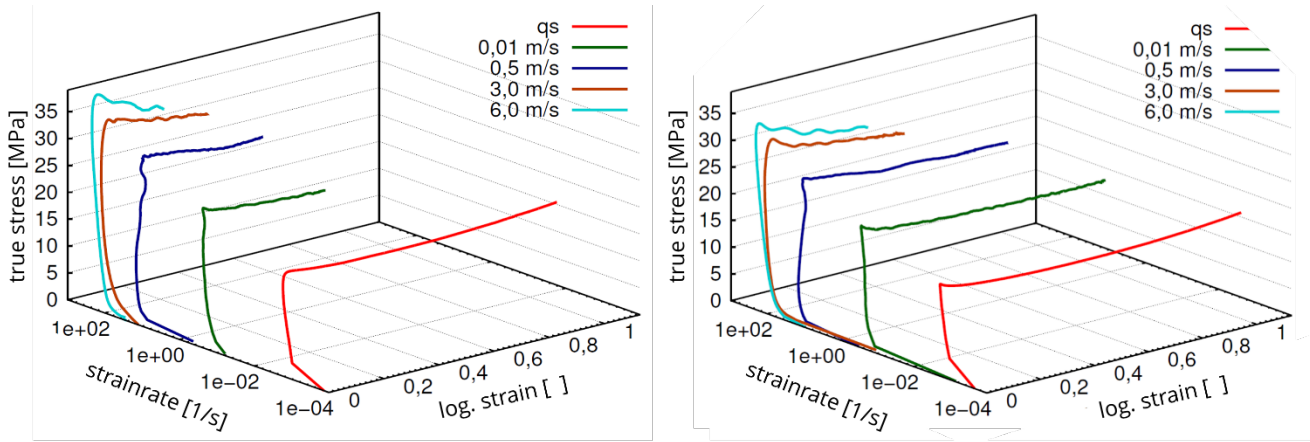 qs
0,01 m/s
0,5 m/s
3,0 m/s
6,0 m/s
true stress [MPa]
35
30
25
20
15
10
5
0
1e+02
1e+00
1e-02
1e-04
strainrate [1/s]
0
0,2
0,4
0,6
0,8
1
log. strain [ ]
qs
0,01 m/s
0,5 m/s
3,0 m/s
6,0 m/s
true stress [MPa]
35
30
25
20
15
10
5
0
1e+02
1e+00
1e-02
1e-04
strainrate [1/s]
0
0,2
0,4
0,6
0,8
1
log. strain [ ]